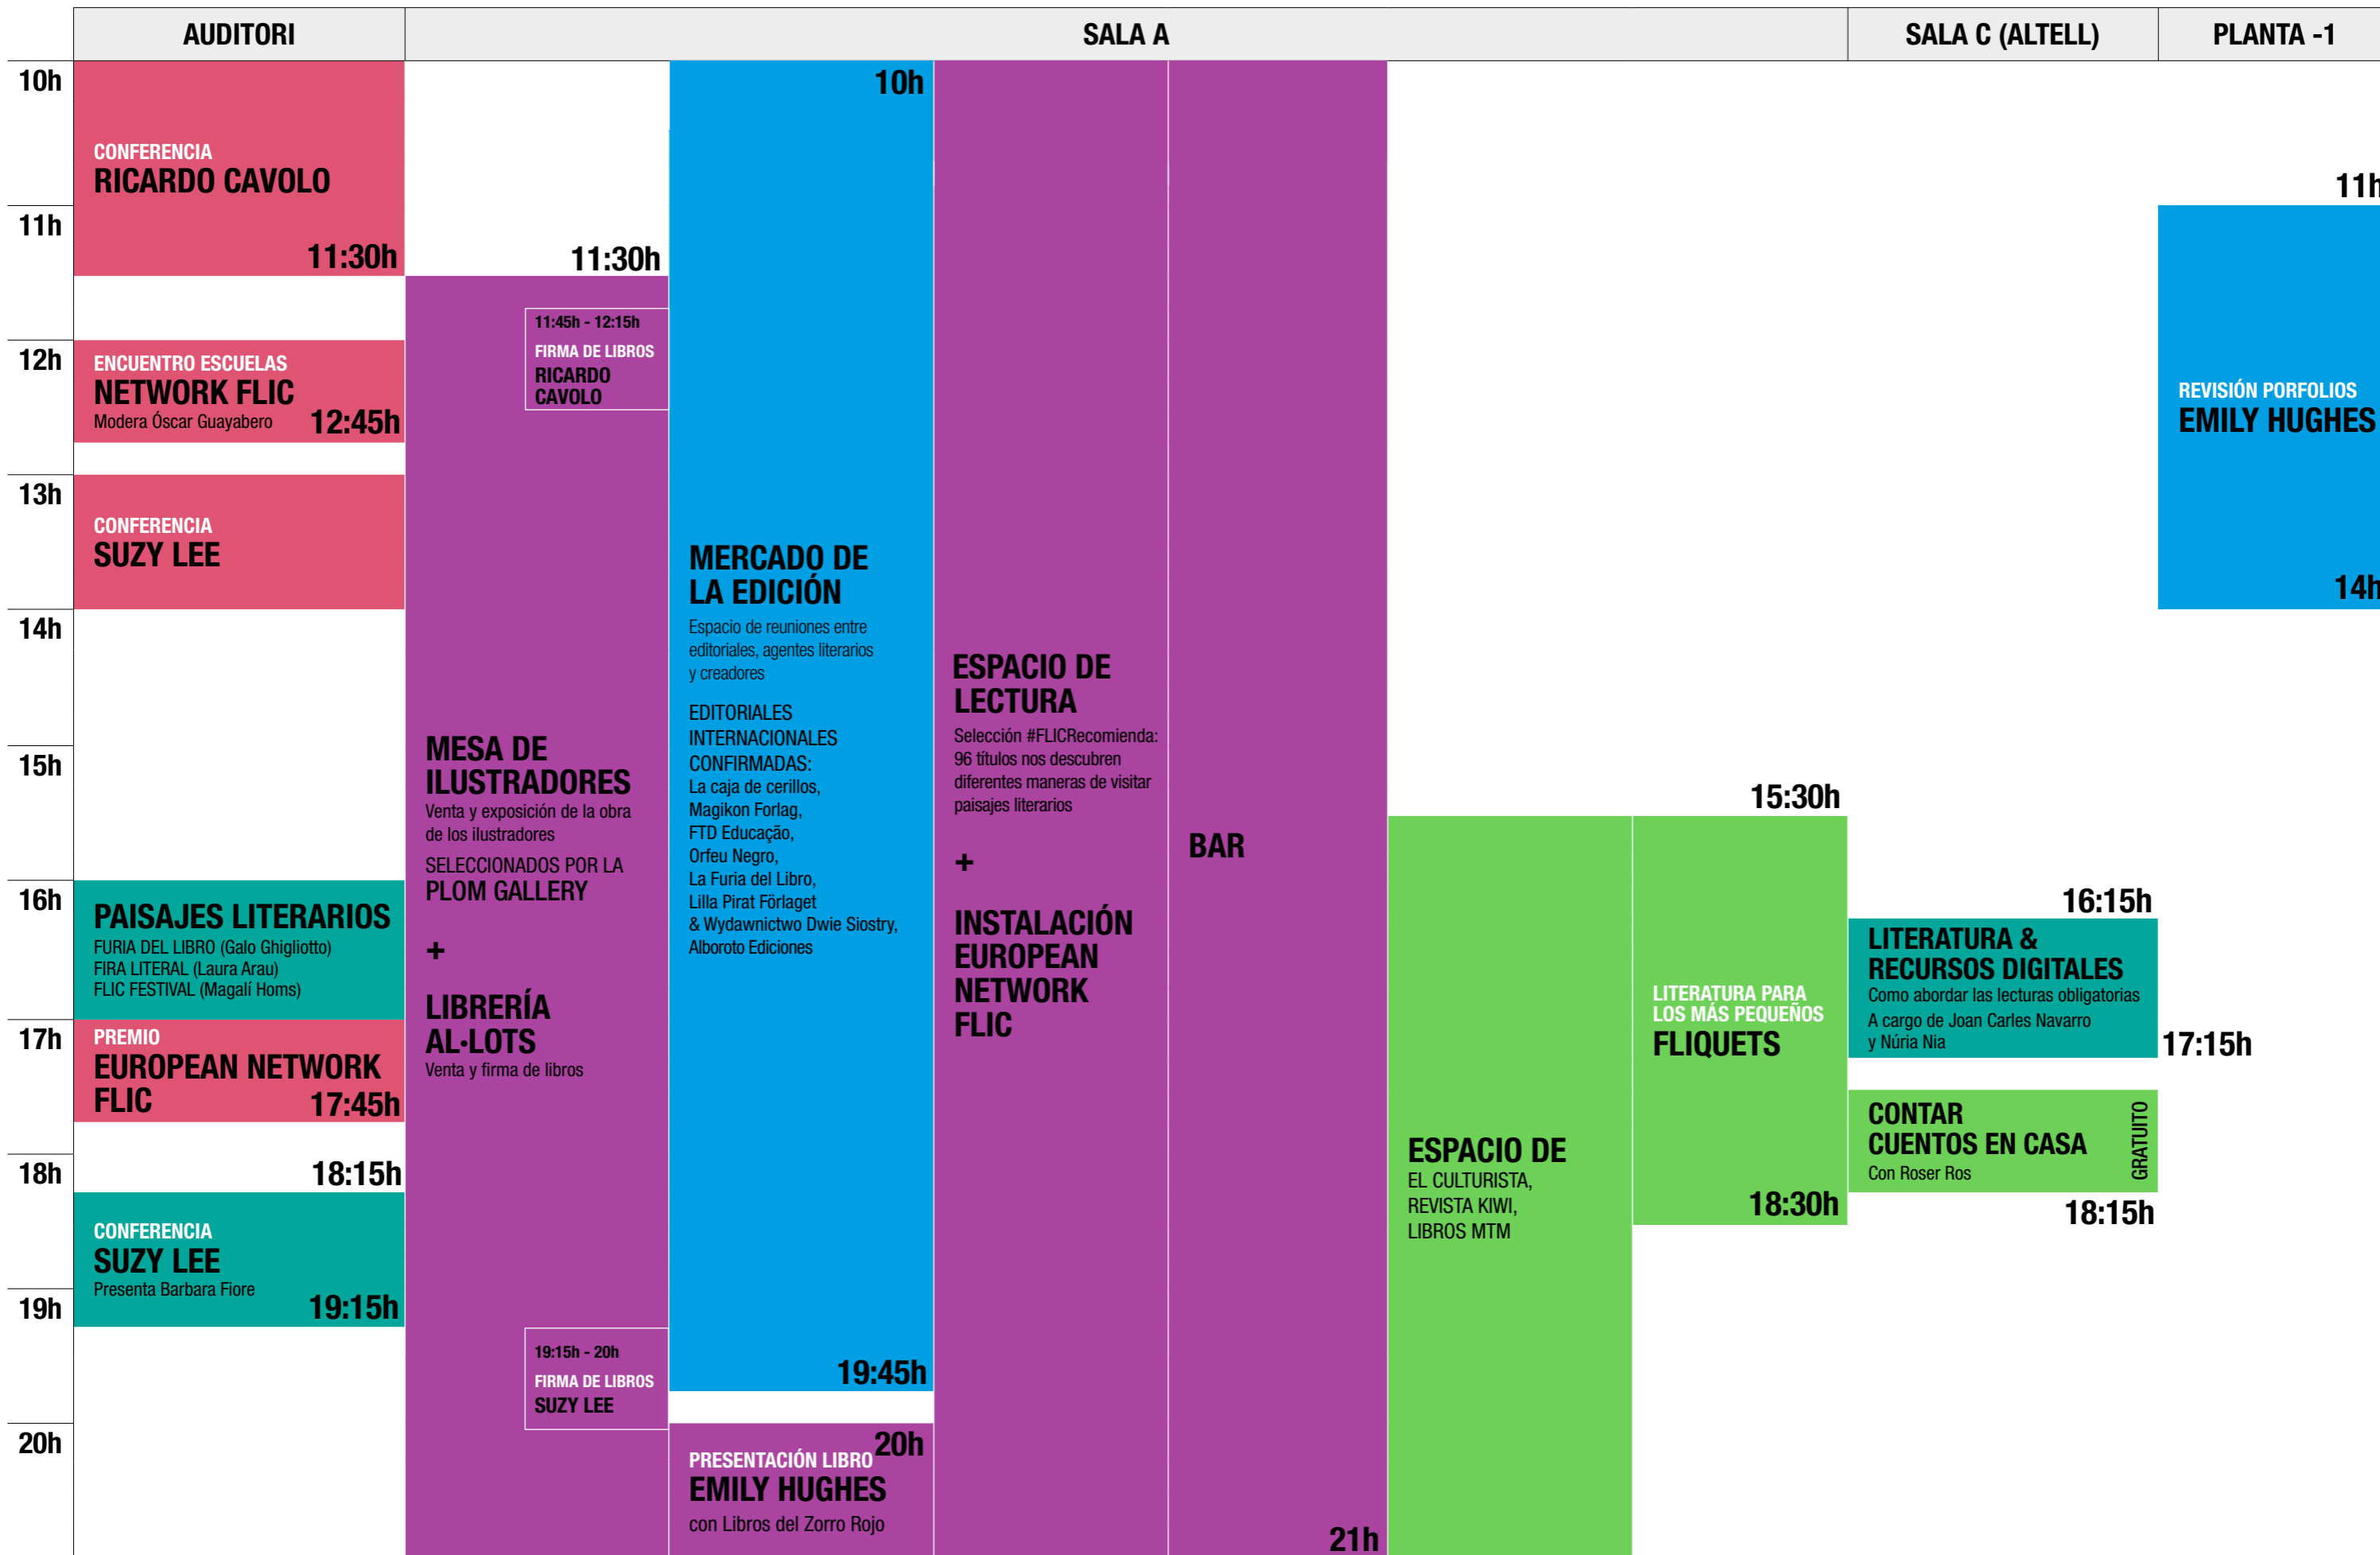 AUDITORI
SALA A
SALA C (ALTELL)
PLANTA -1
10h
11h
12h
13h
14h
15h
16h
17h
18h
19h
20h
CONFERENCIA
RICARDO CAVOLO
11:30h
ENCUENTRO ESCUELAS
NETWORK FLIC
Modera Óscar Guayabero
12:45h
CONFERENCIA
SUZY LEE
PAISAJES LITERARIOS
FURIA DEL LIBRO (Galo Ghigliotto)
FIRA LITERAL (Laura Arau)
FLIC FESTIVAL (Magalí Homs)
PREMIO
EUROPEAN NETWORK
FLIC
17:45h
18:15h
CONFERENCIA
SUZY LEE
Presenta Barbara Fiore
19:15h
11:30h
11:45h - 12:15h
FIRMA DE LIBROS
RICARDO
CAVOLO
MESA DE
ILUSTRADORES
Venta y exposición de la obra
de los ilustradores
SELECCIONADOS POR LA
PLOM GALLERY
+
LIBRERÍA
AL·LOTS
Venta y firma de libros
19:15h - 20h
FIRMA DE LIBROS
SUZY LEE
10h
MERCADO DE
LA EDICIÓN
Espacio de reuniones entre
editoriales, agentes literarios
y creadores
EDITORIALES
INTERNACIONALES
CONFIRMADAS:
La caja de cerillos,
Magikon Forlag,
FTD Educação,
Orfeu Negro,
La Furia del Libro,
Lilla Pirat Förlaget
& Wydawnictwo Dwie Siostry,
Alboroto Ediciones
19:45h
20h
PRESENTACIÓN LIBRO
EMILY HUGHES
con Libros del Zorro Rojo
ESPACIO DE
LECTURA
Selección #FLICRecomienda:
96 títulos nos descubren
diferentes maneras de visitar
paisajes literarios
+
INSTALACIÓN
EUROPEAN
NETWORK
FLIC
BAR
21h
ESPACIO DE
EL CULTURISTA,
REVISTA KIWI,
LIBROS MTM
15:30h
LITERATURA PARA
LOS MÁS PEQUEÑOS
FLIQUETS
18:30h
16:15h
LITERATURA &
RECURSOS DIGITALES
Como abordar las lecturas obligatorias
A cargo de Joan Carles Navarro
y Núria Nia
17:15h
CONTAR
CUENTOS EN CASA
Con Roser Ros
GRATUITO
18:15h
11h
REVISIÓN PORFOLIOS
EMILY HUGHES
14h